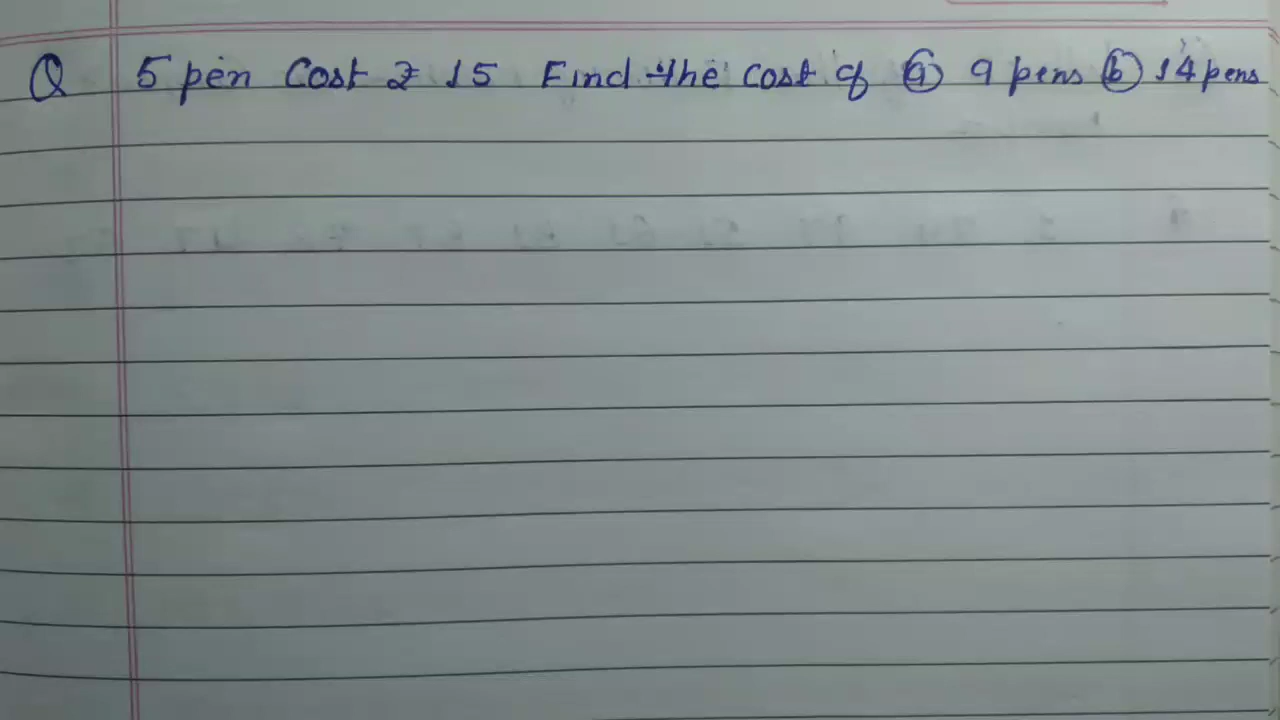 Q 5 pen Cost ₹ 15 Find the cost of (a) 9 pens (b) 14 pens